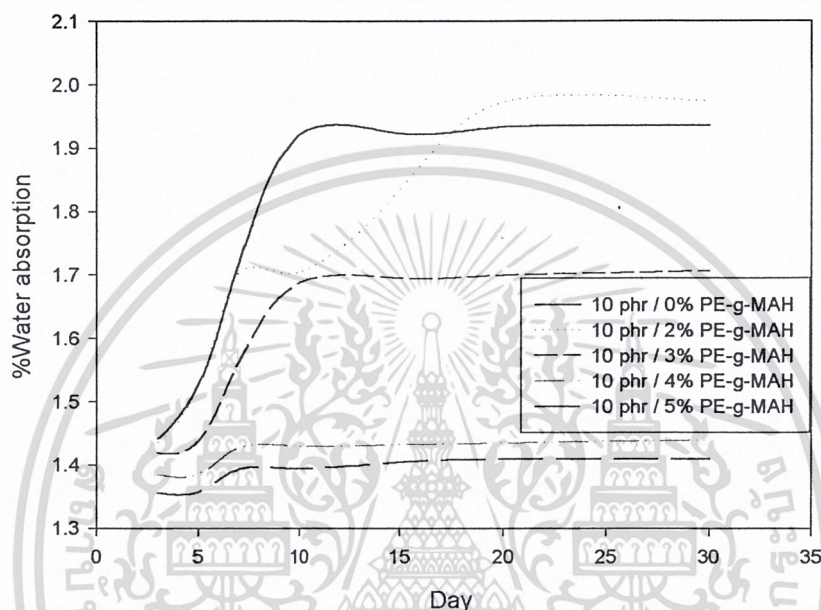 2.1
2.0
1.9
1.8
1.7
1.6
1.5
1.4
1.3
%Water absorption
0 5 10 15 20 25 30 35
Day
10 phr / 0% PE-g-MAH
10 phr / 2% PE-g-MAH
10 phr / 3% PE-g-MAH
10 phr / 4% PE-g-MAH
10 phr / 5% PE-g-MAH